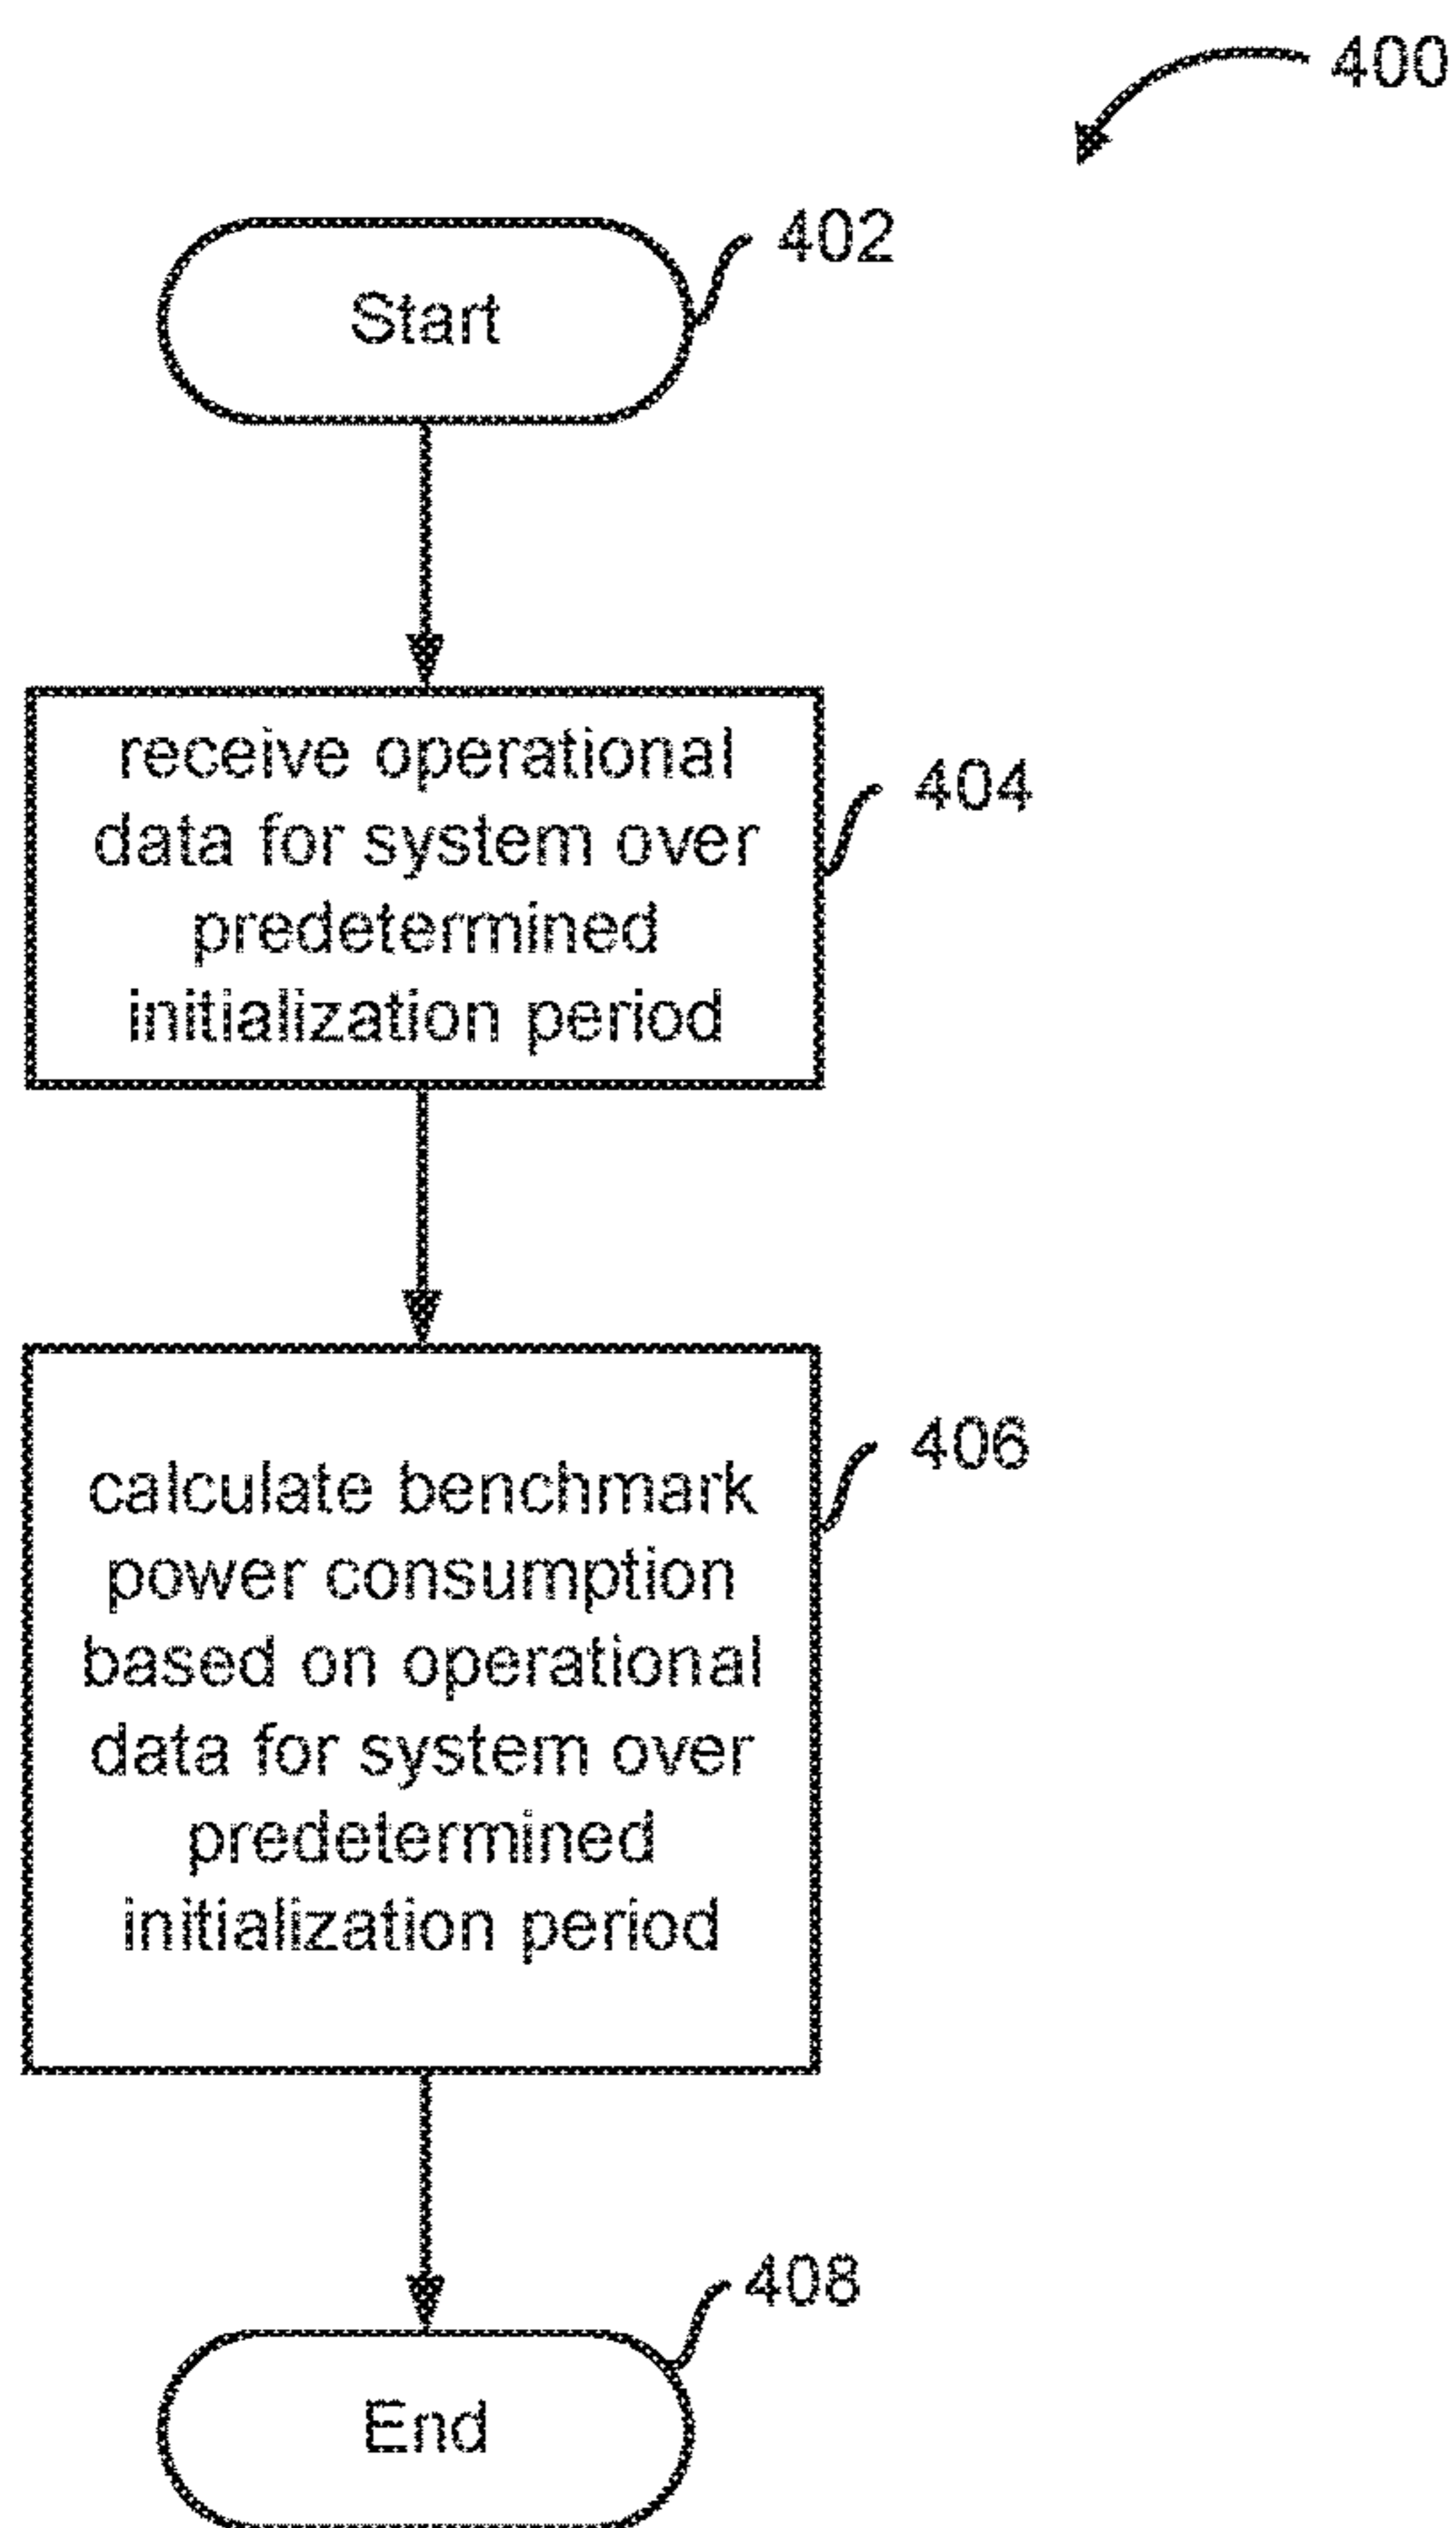 400
402
Start
receive operational
data for system over
predetermined
initialization period
404
calculate benchmark
power consumption
based on operational
data for system over
predetermined
initialization period
406
408
End